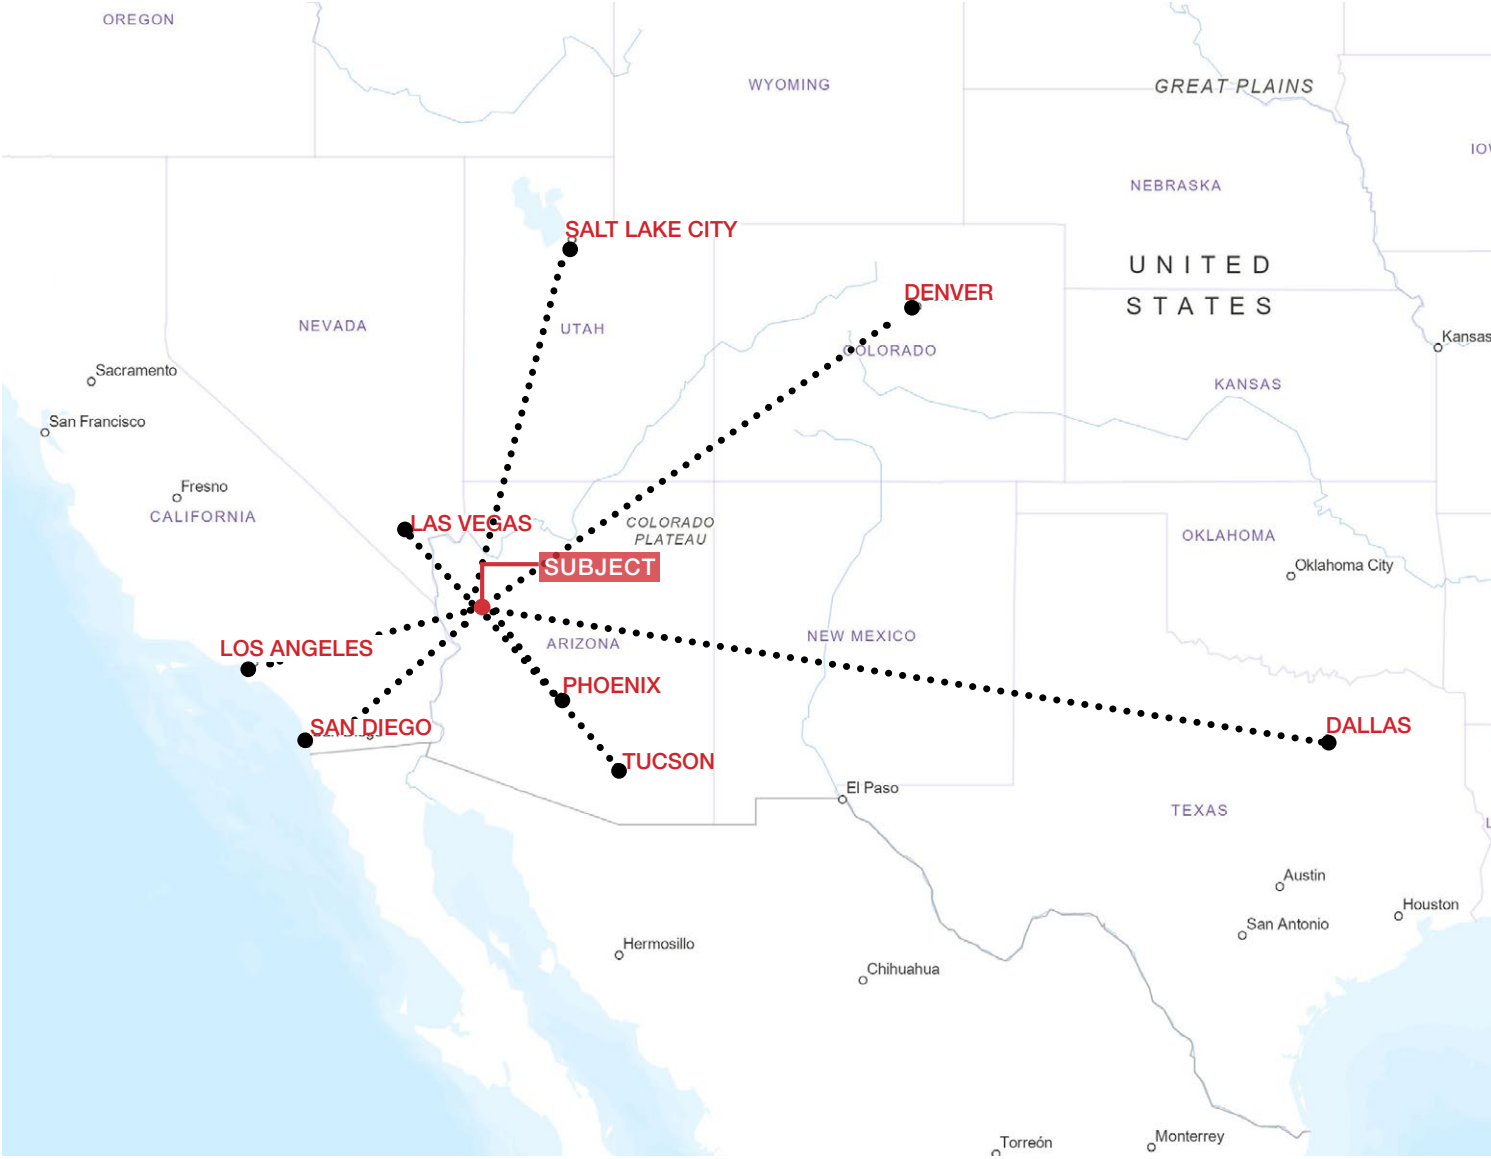 OREGON
WYOMING
GREAT PLAINS
NEBRASKA
SALT LAKE CITY
UNITED
STATES
DENVER
NEVADA
UTAH
COLORADO
Kansas
Sacramento
KANSAS
San Francisco
Fresno
CALIFORNIA
LAS VEGAS
COLORADO
PLATEAU
OKLAHOMA
SUBJECT
Oklahoma City
LOS ANGELES
ARIZONA
NEW MEXICO
PHOENIX
SAN DIEGO
DALLAS
TUCSON
El Paso
TEXAS
Austin
Houston
San Antonio
Hermosillo
Chihuahua
Torreón
Monterrey